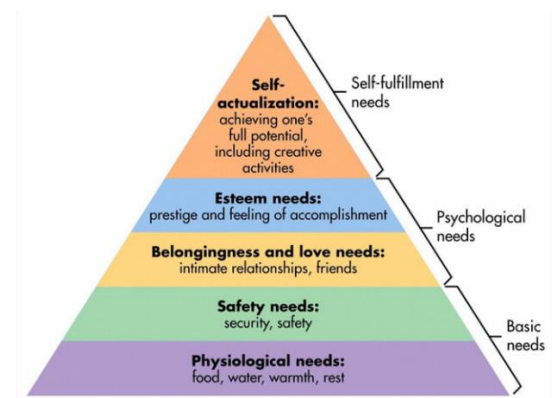 Self-
actualization:
achieving one's
full potential,
including creative
activities
Self-fulfillment
needs
Esteem needs:
prestige and feeling of accomplishment
Belongingness and love needs:
intimate relationships, friends
Psychological
needs
Safety needs:
security, safety
Physiological needs:
food, water, warmth, rest
Basic
needs